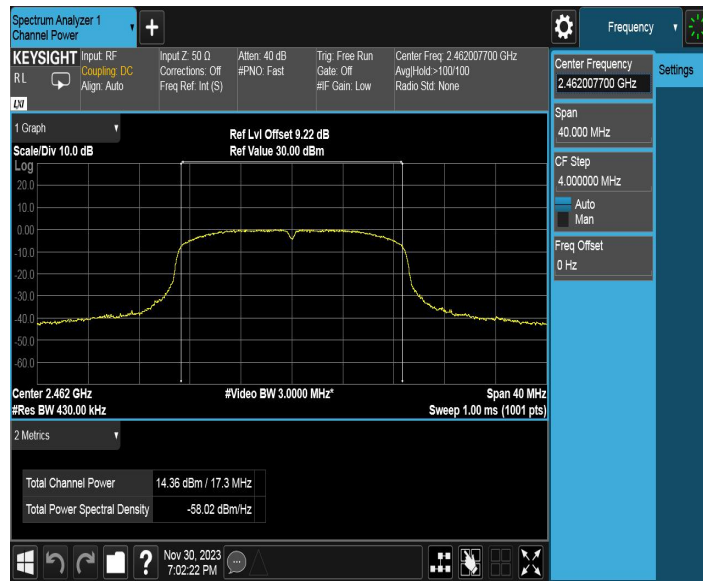 Spectrum Analyzer 1
Channel Power
Frequency
KEYSIGHT
RL
LXI
Input: RF
Coupling: DC
Align: Auto
Input Z: 50 Ω
Corrections: Off
Freq Ref: Int (S)
Atten: 40 dB
#PNO: Fast
Trig: Free Run
Gate: Off
#IF Gain: Low
Center Freq: 2.462007700 GHz
Avg|Hold:>100/100
Radio Std: None
Center Frequency
2.462007700 GHz
Settings
Span
40.000 MHz
CF Step
4.000000 MHz
Auto
Man
Freq Offset
0 Hz
1 Graph
Scale/Div 10.0 dB
Ref Lvl Offset 9.22 dB
Ref Value 30.00 dBm
Log
20.0
10.0
0.00
-10.0
-20.0
-30.0
-40.0
-50.0
-60.0
Center 2.462 GHz
#Res BW 430.00 kHz
#Video BW 3.0000 MHz*
Span 40 MHz
Sweep 1.00 ms (1001 pts)
2 Metrics
Total Channel Power 14.36 dBm / 17.3 MHz
Total Power Spectral Density -58.02 dBm/Hz
?
Nov 30, 2023
7:02:22 PM